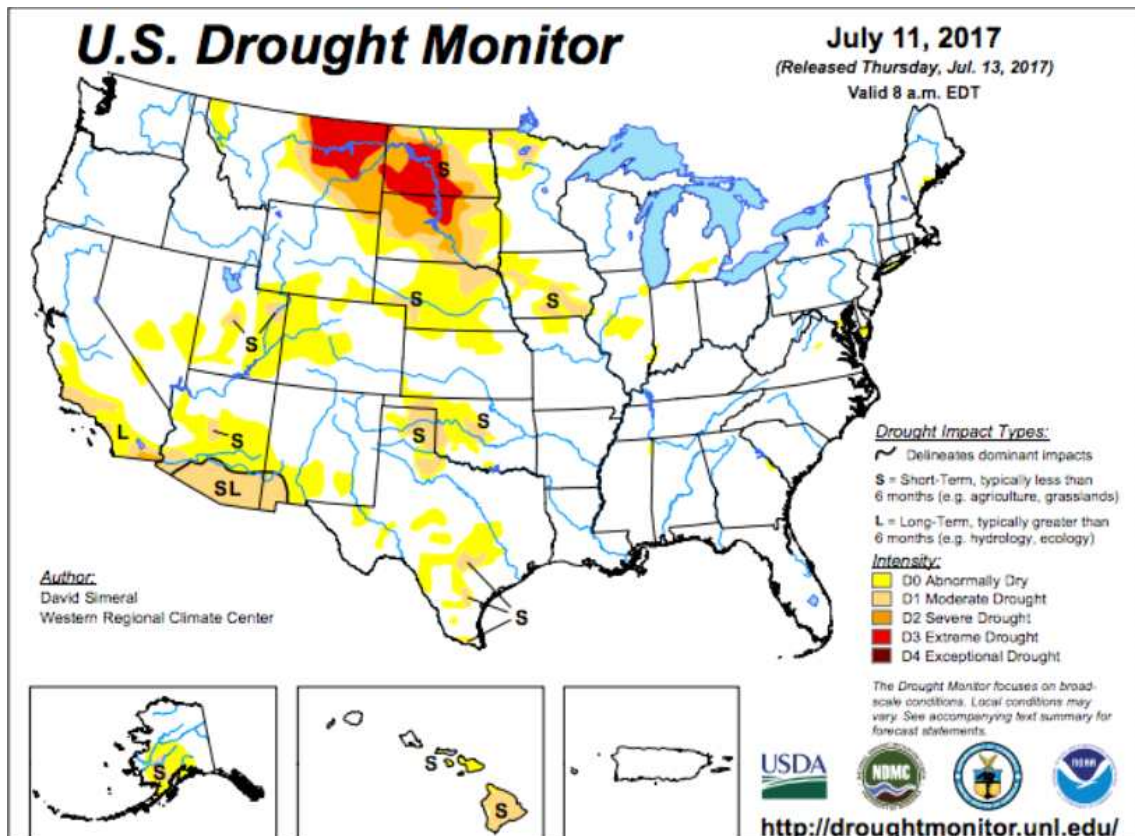 U.S. Drought Monitor
July 11, 2017
(Released Thursday, Jul. 13, 2017)
Valid 8 a.m. EDT
S
S
S
S
L
S
S
S
SL
S
Author:
David Simeral
Western Regional Climate Center
Drought Impact Types:
Delineates dominant impacts
S = Short-Term, typically less than
6 months (e.g. agriculture, grasslands)
L = Long-Term, typically greater than
6 months (e.g. hydrology, ecology)
Intensity:
D0 Abnormally Dry
D1 Moderate Drought
D2 Severe Drought
D3 Extreme Drought
D4 Exceptional Drought
The Drought Monitor focuses on broad-
scale conditions. Local conditions may
vary. See accompanying text summary for
forecast statements.
S
S
S
USDA
NDMC
NOAA
http://droughtmonitor.unl.edu/